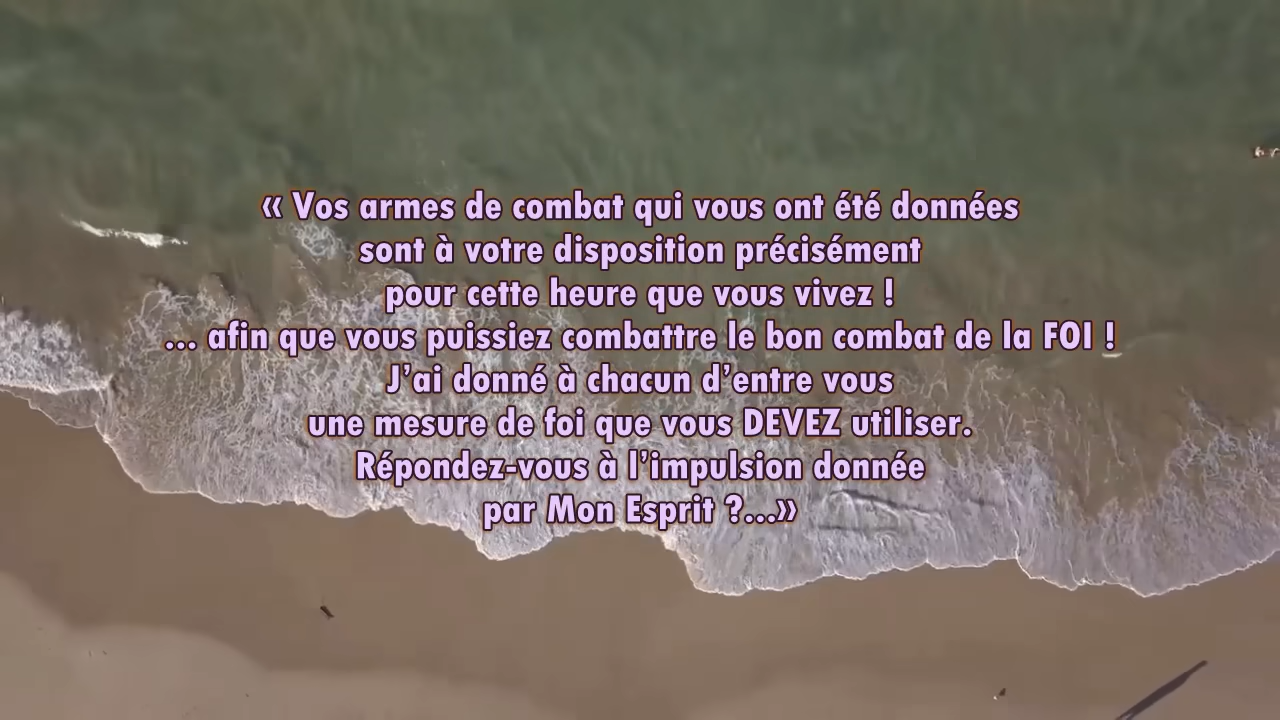 « Vos armes de combat qui vous ont été données
sont à votre disposition précisément
pour cette heure que vous vivez !
... afin que vous puissiez combattre le bon combat de la FOI !
J’ai donné à chacun d’entre vous
une mesure de foi que vous DEVEZ utiliser.
Répondez-vous à l’impulsion donnée
par Mon Esprit ?...»